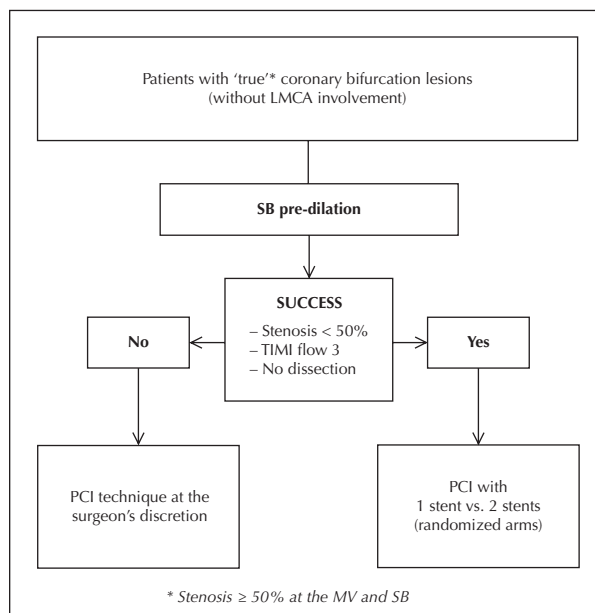 Patients with ‘true’* coronary bifurcation lesions
(without LMCA involvement)
SB pre-dilation
SUCCESS
– Stenosis < 50%
– TIMI flow 3
– No dissection
No
Yes
PCI technique at the
surgeon’s discretion
PCI with
1 stent vs. 2 stents
(randomized arms)
* Stenosis ≥ 50% at the MV and SB